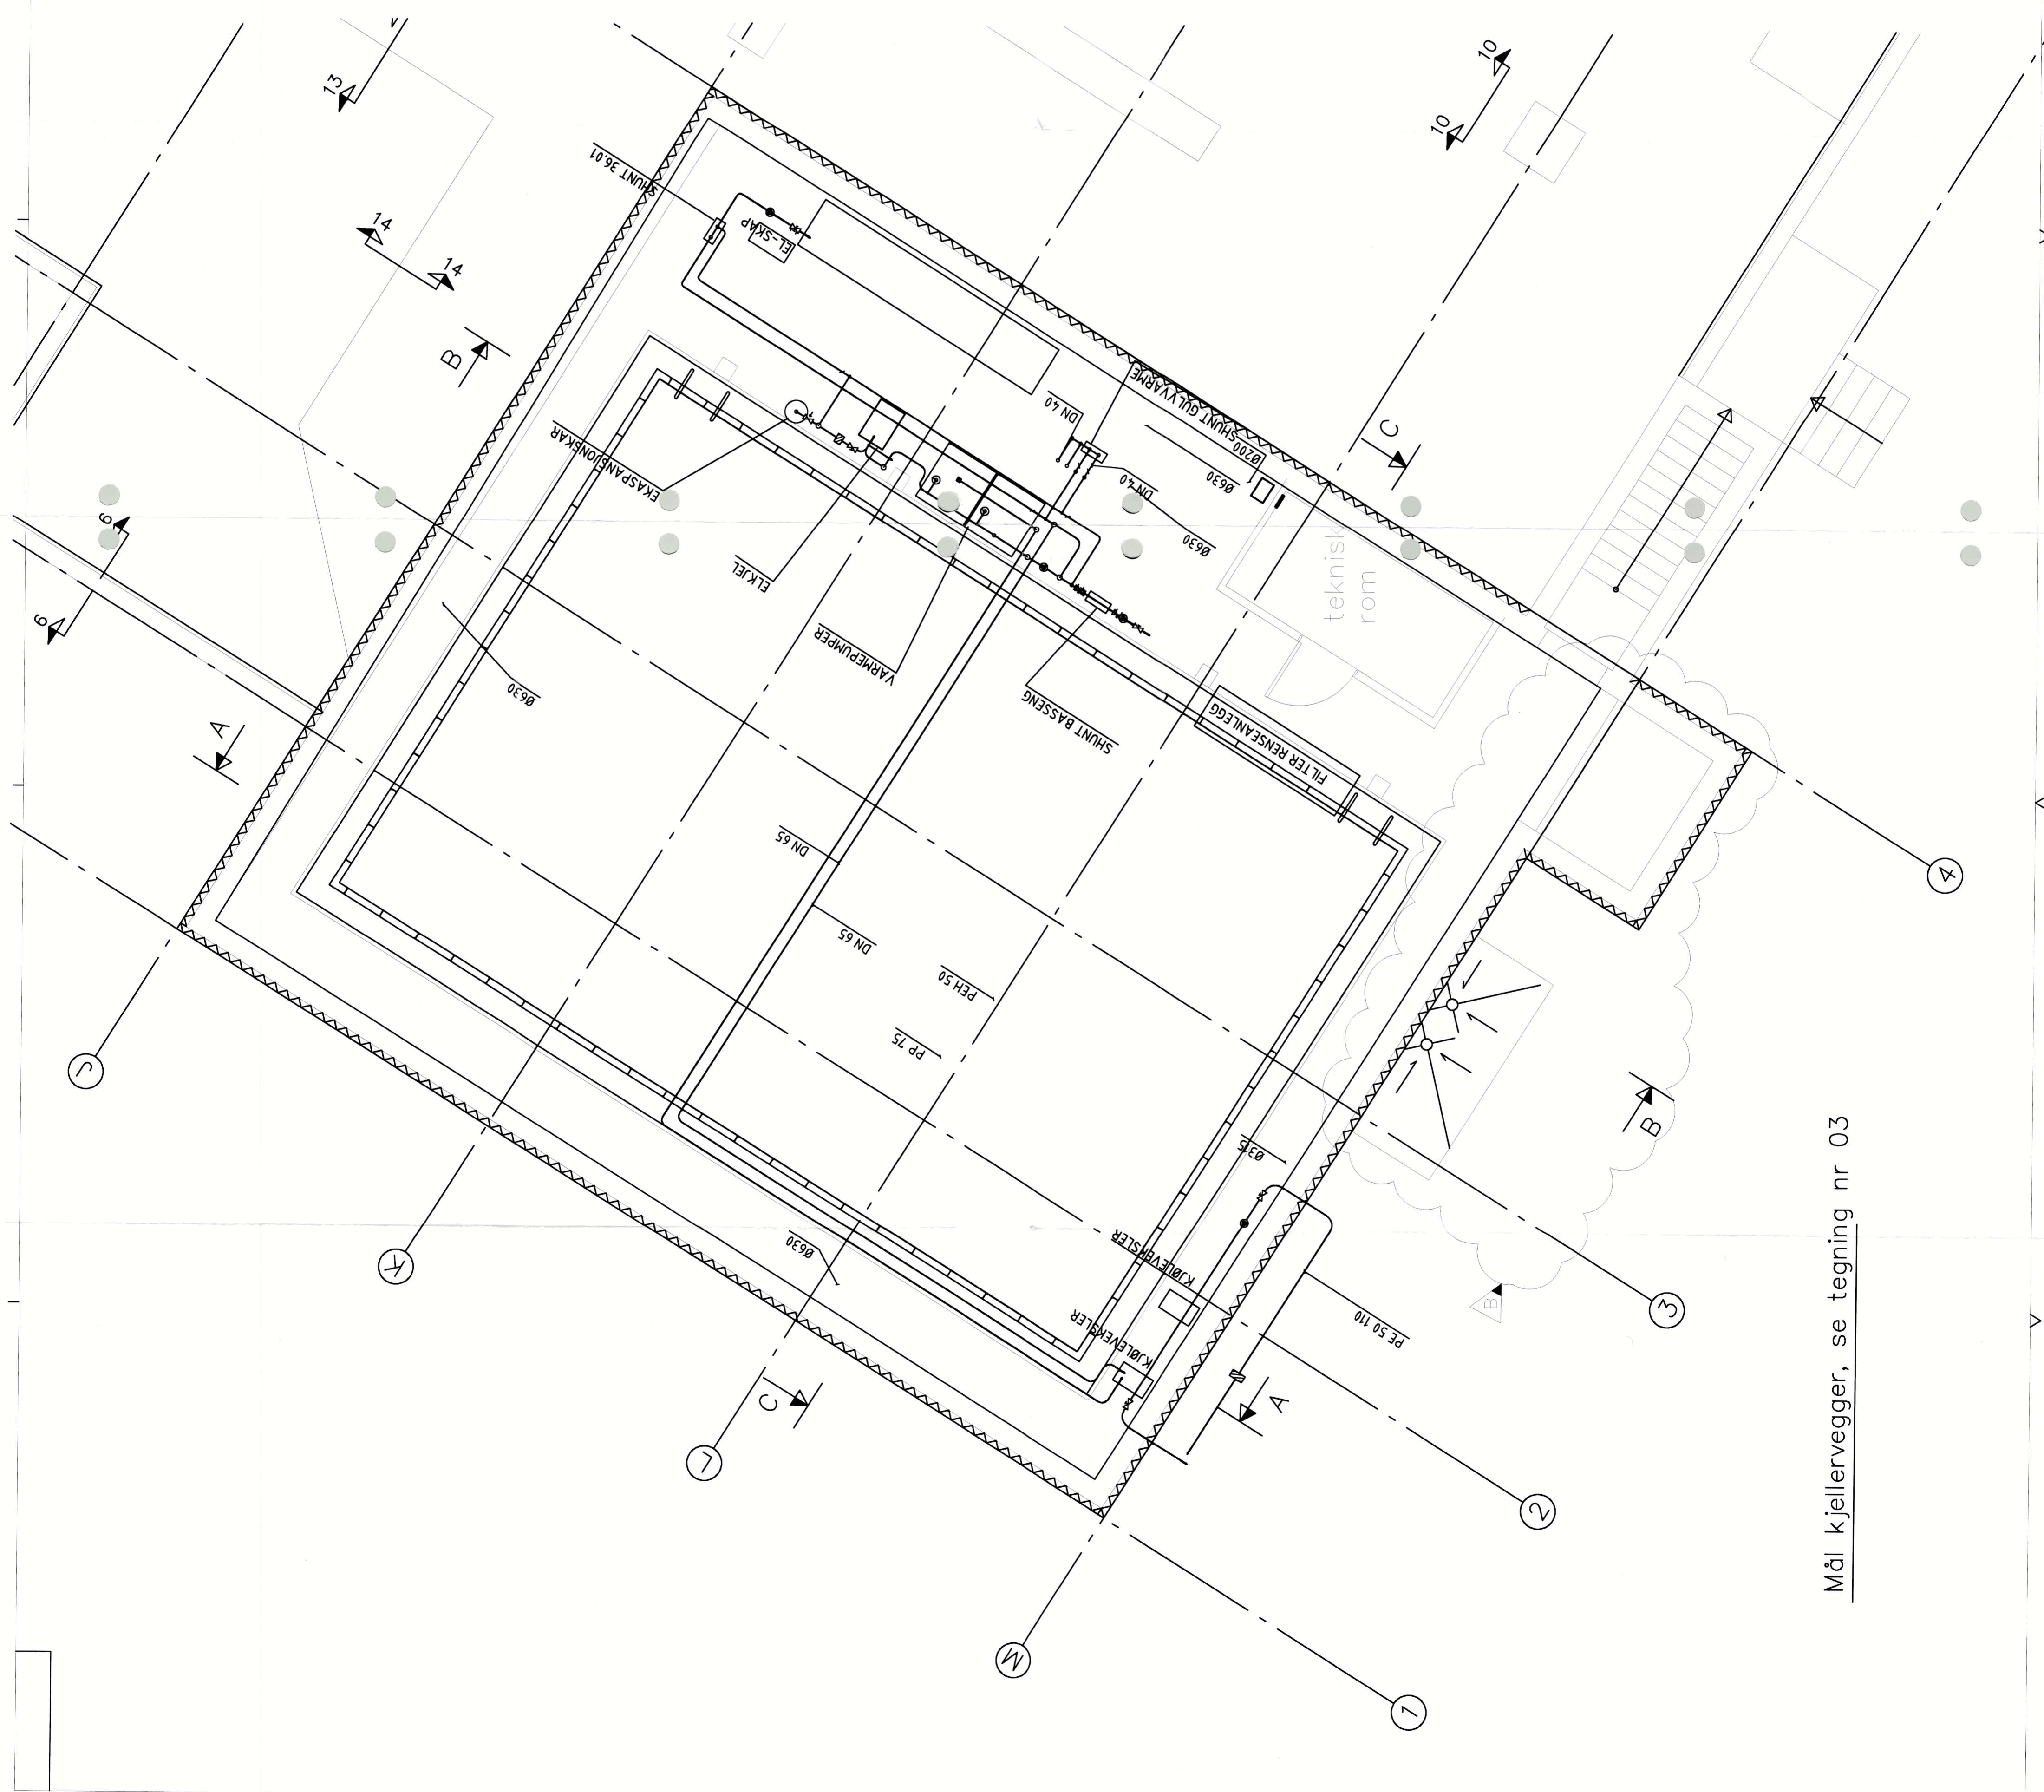 13
14
14
10
10
B
6
6
A
SHUNT 36.01
EL-SKAP
EKASPANSJONSKAR
DN 40
SHUNT GULVVARME
Ø200
Ø630
DN 40
Ø630
C
ELKJEL
VARMEPUMPER
SHUNT BASSENG
teknisk
rom
FILTER RENSEANLEGG
Ø630
DN 65
DN 65
PEH 50
PP 75
Ø315
Ø630
KJØLEVEKSLER
KJØLEVEKSLER
PE 50 110
B
B
C
A
J
K
L
M
1
2
3
4
Mål kjellervegger, se tegning nr 03